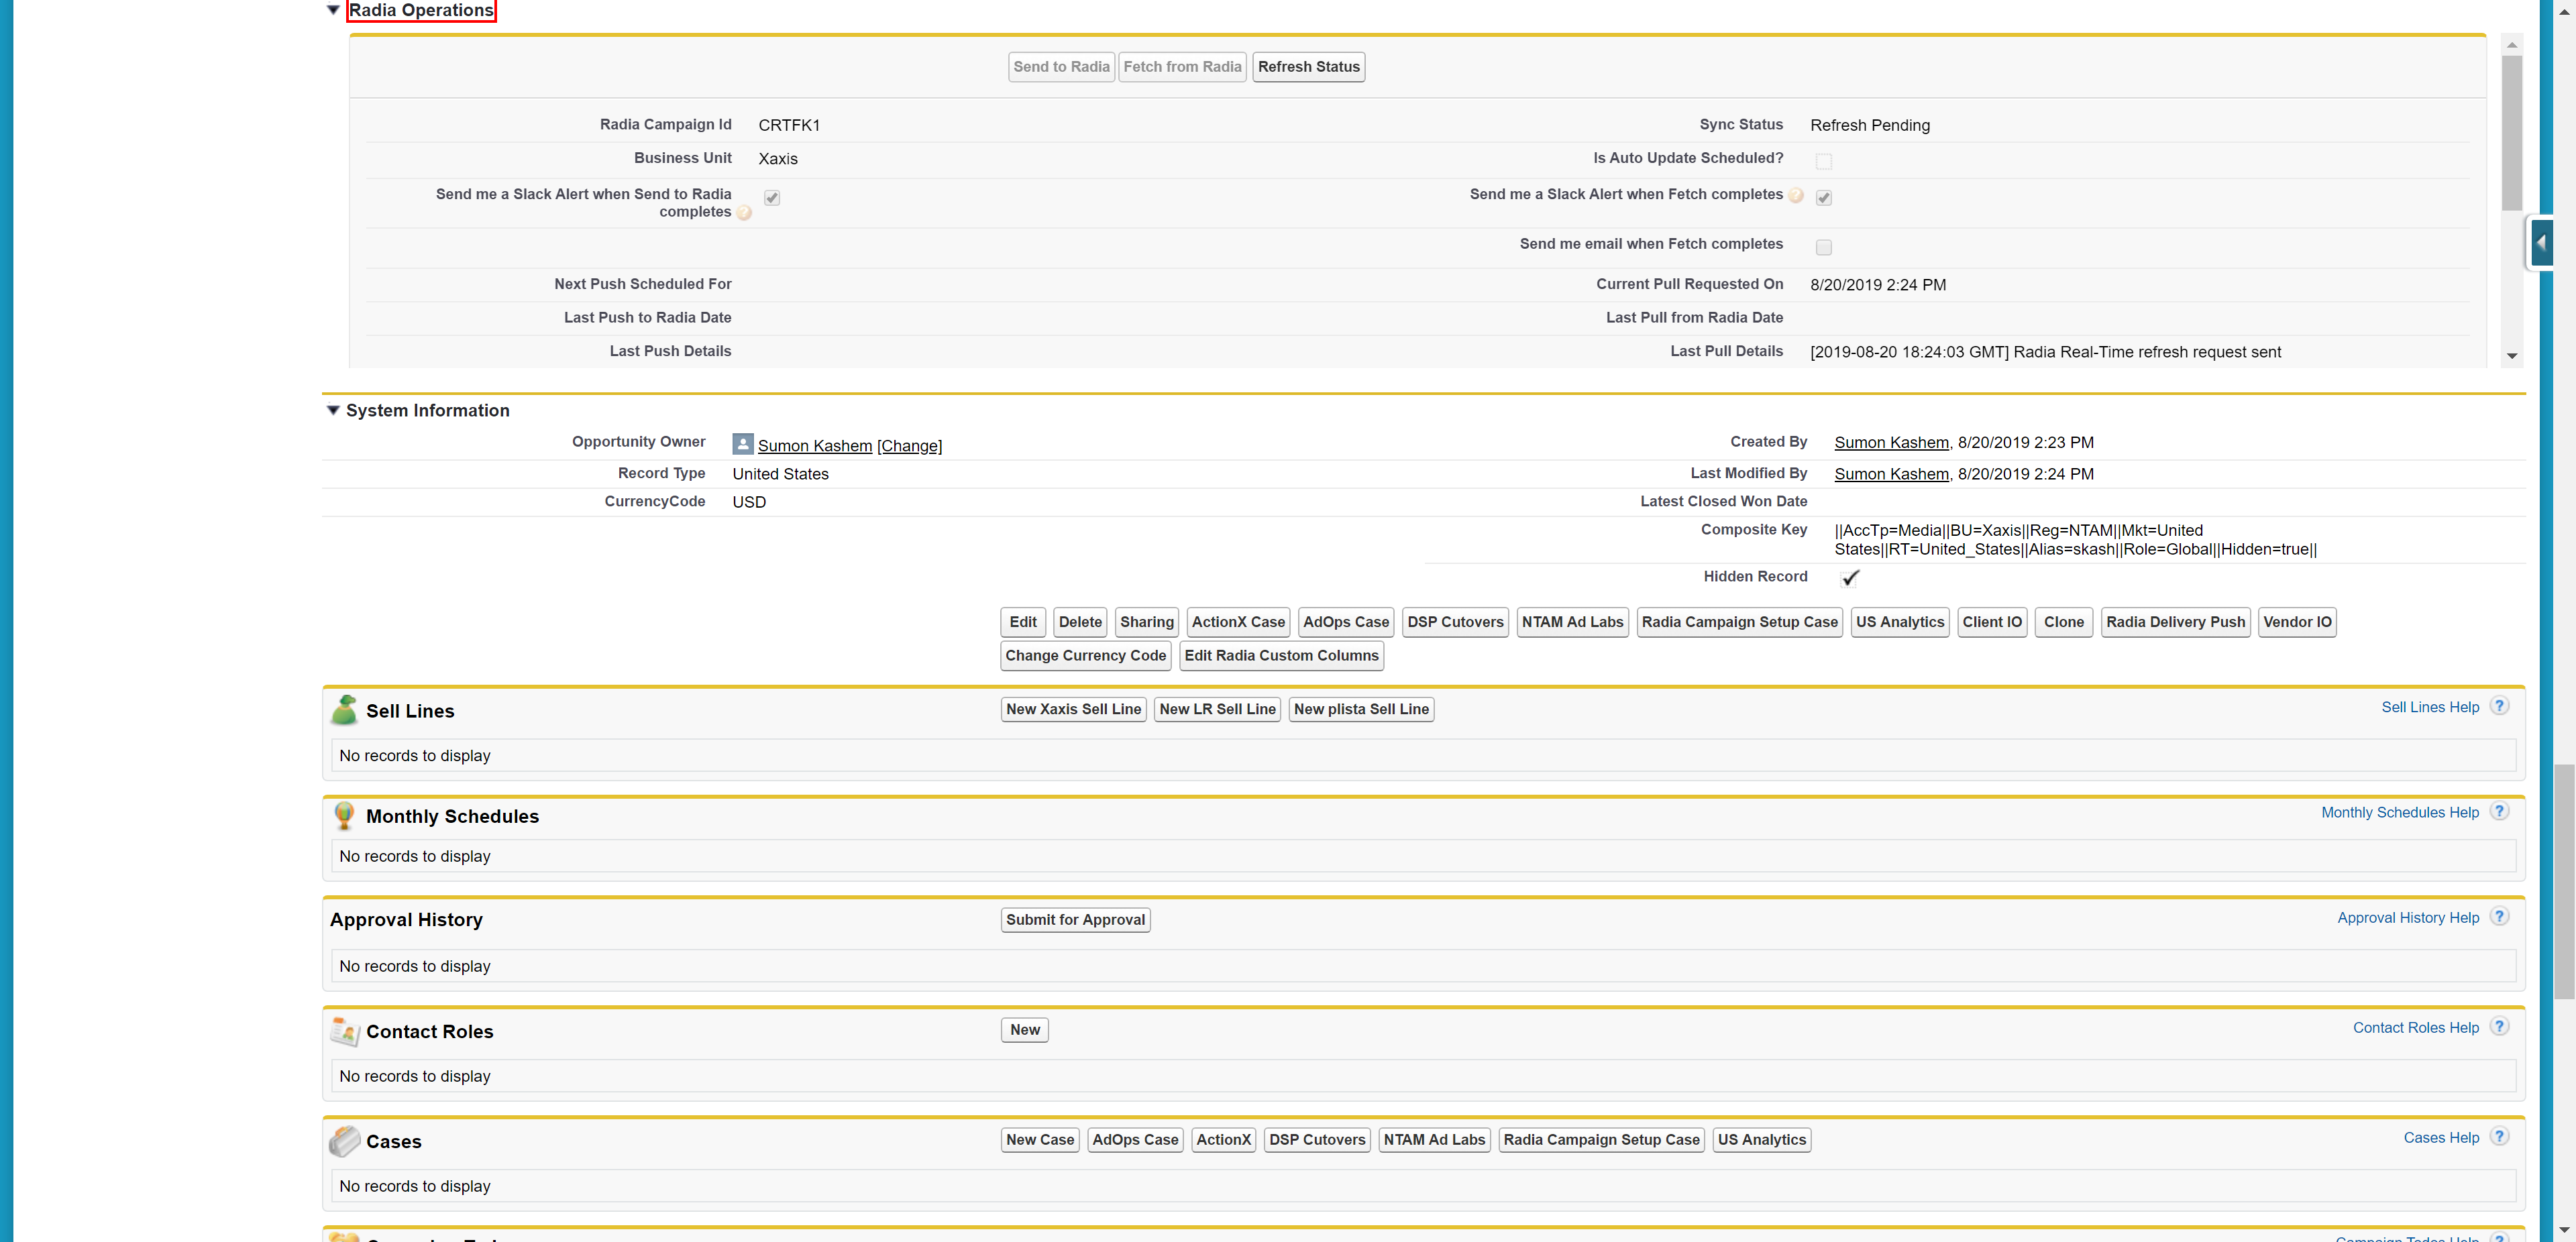 Radia Operations
Send to Radia Fetch from Radia Refresh Status
Radia Campaign Id CRTFK1 Sync Status Refresh Pending
Business Unit Xaxis Is Auto Update Scheduled?
Send me a Slack Alert when Send to Radia completes ? Send me a Slack Alert when Fetch completes ?
Send me email when Fetch completes
Next Push Scheduled For Current Pull Requested On 8/20/2019 2:24 PM
Last Push to Radia Date Last Pull from Radia Date
Last Push Details Last Pull Details [2019-08-20 18:24:03 GMT] Radia Real-Time refresh request sent
System Information
Opportunity Owner Sumon Kashem [Change] Created By Sumon Kashem, 8/20/2019 2:23 PM
Record Type United States Last Modified By Sumon Kashem, 8/20/2019 2:24 PM
CurrencyCode USD Latest Closed Won Date
Composite Key ||AccTp=Media||BU=Xaxis||Reg=NTAM||Mkt=United
States||RT=United_States||Alias=skash||Role=Global||Hidden=true||
Hidden Record
Edit Delete Sharing ActionX Case AdOps Case DSP Cutovers NTAM Ad Labs Radia Campaign Setup Case US Analytics Client IO Clone Radia Delivery Push Vendor IO
Change Currency Code Edit Radia Custom Columns
Sell Lines New Xaxis Sell Line New LR Sell Line New plista Sell Line Sell Lines Help ?
No records to display
Monthly Schedules Monthly Schedules Help ?
No records to display
Approval History Submit for Approval Approval History Help ?
No records to display
Contact Roles New Contact Roles Help ?
No records to display
Cases New Case AdOps Case ActionX DSP Cutovers NTAM Ad Labs Radia Campaign Setup Case US Analytics Cases Help ?
No records to display
Campaign Todos Help ?